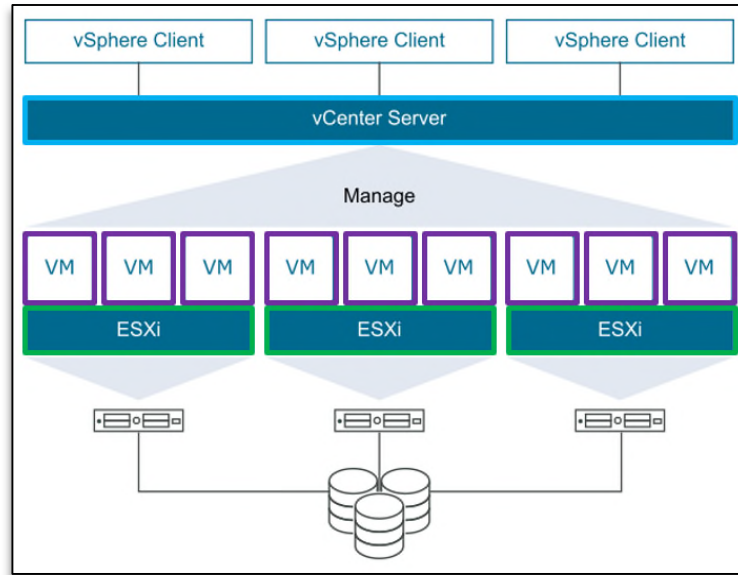 vSphere Client vSphere Client vSphere Client
vCenter Server
Manage
VM VM VM VM VM VM VM VM VM
ESXi ESXi ESXi